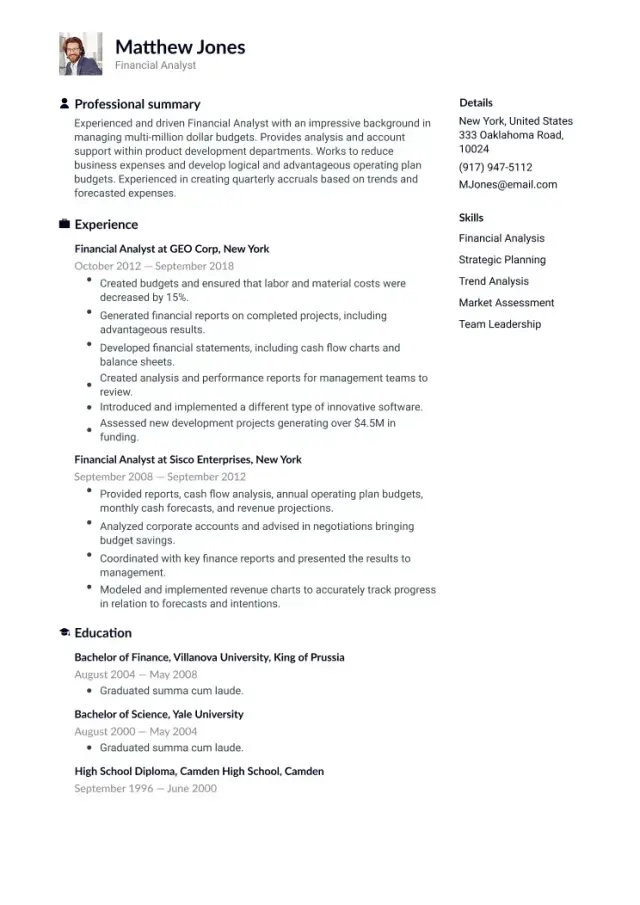 Matthew Jones
Financial Analyst
Professional summary
Experienced and driven Financial Analyst with an impressive background in
managing multi-million dollar budgets. Provides analysis and account
support within product development departments. Works to reduce
business expenses and develop logical and advantageous operating plan
budgets. Experienced in creating quarterly accruals based on trends and
forecasted expenses.
Experience
Financial Analyst at GEO Corp, New York
October 2012 — September 2018
• Created budgets and ensured that labor and material costs were
decreased by 15%.
• Generated financial reports on completed projects, including
advantageous results.
• Developed financial statements, including cash flow charts and
balance sheets.
• Created analysis and performance reports for management teams to
review.
• Introduced and implemented a different type of innovative software.
• Assessed new development projects generating over $4.5M in
funding.
Financial Analyst at Sisco Enterprises, New York
September 2008 — September 2012
• Provided reports, cash flow analysis, annual operating plan budgets,
monthly cash forecasts, and revenue projections.
• Analyzed corporate accounts and advised in negotiations bringing
budget savings.
• Coordinated with key finance reports and presented the results to
management.
• Modeled and implemented revenue charts to accurately track progress
in relation to forecasts and intentions.
Education
Bachelor of Finance, Villanova University, King of Prussia
August 2004 — May 2008
• Graduated summa cum laude.
Bachelor of Science, Yale University
August 2000 — May 2004
• Graduated summa cum laude.
High School Diploma, Camden High School, Camden
September 1996 — June 2000
Details
New York, United States
333 Oaklahoma Road,
10024
(917) 947-5112
MJones@email.com
Skills
Financial Analysis
Strategic Planning
Trend Analysis
Market Assessment
Team Leadership